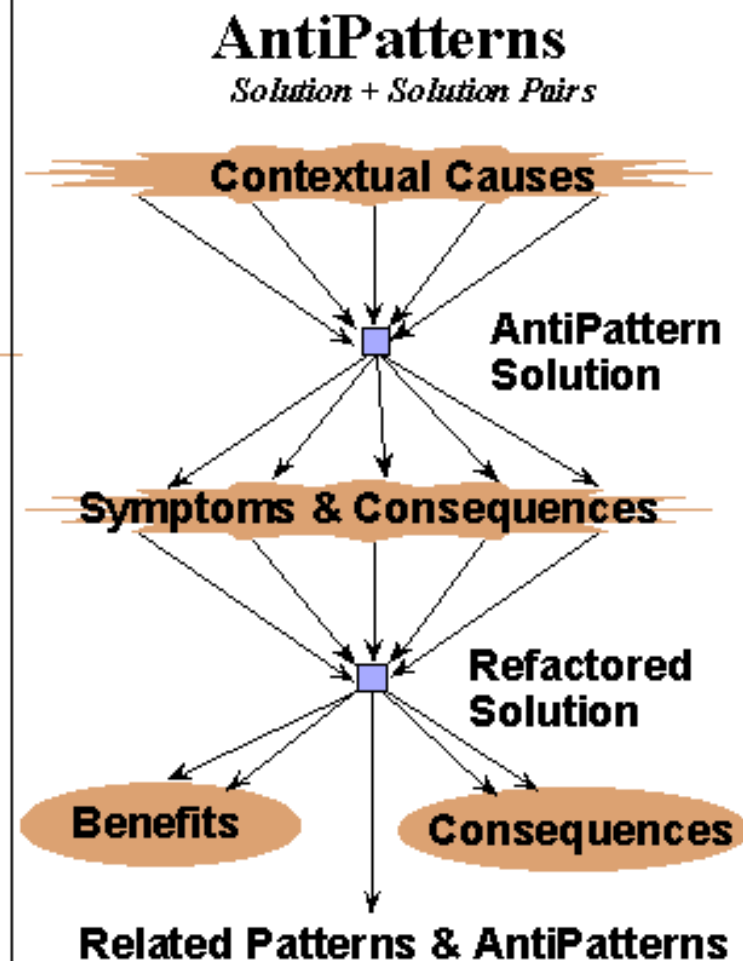 AntiPatterns
Solution + Solution Pairs
Contextual Causes
AntiPattern
Solution
Symptoms & Consequences
Refactored
Solution
Benefits
Consequences
Related Patterns & AntiPatterns